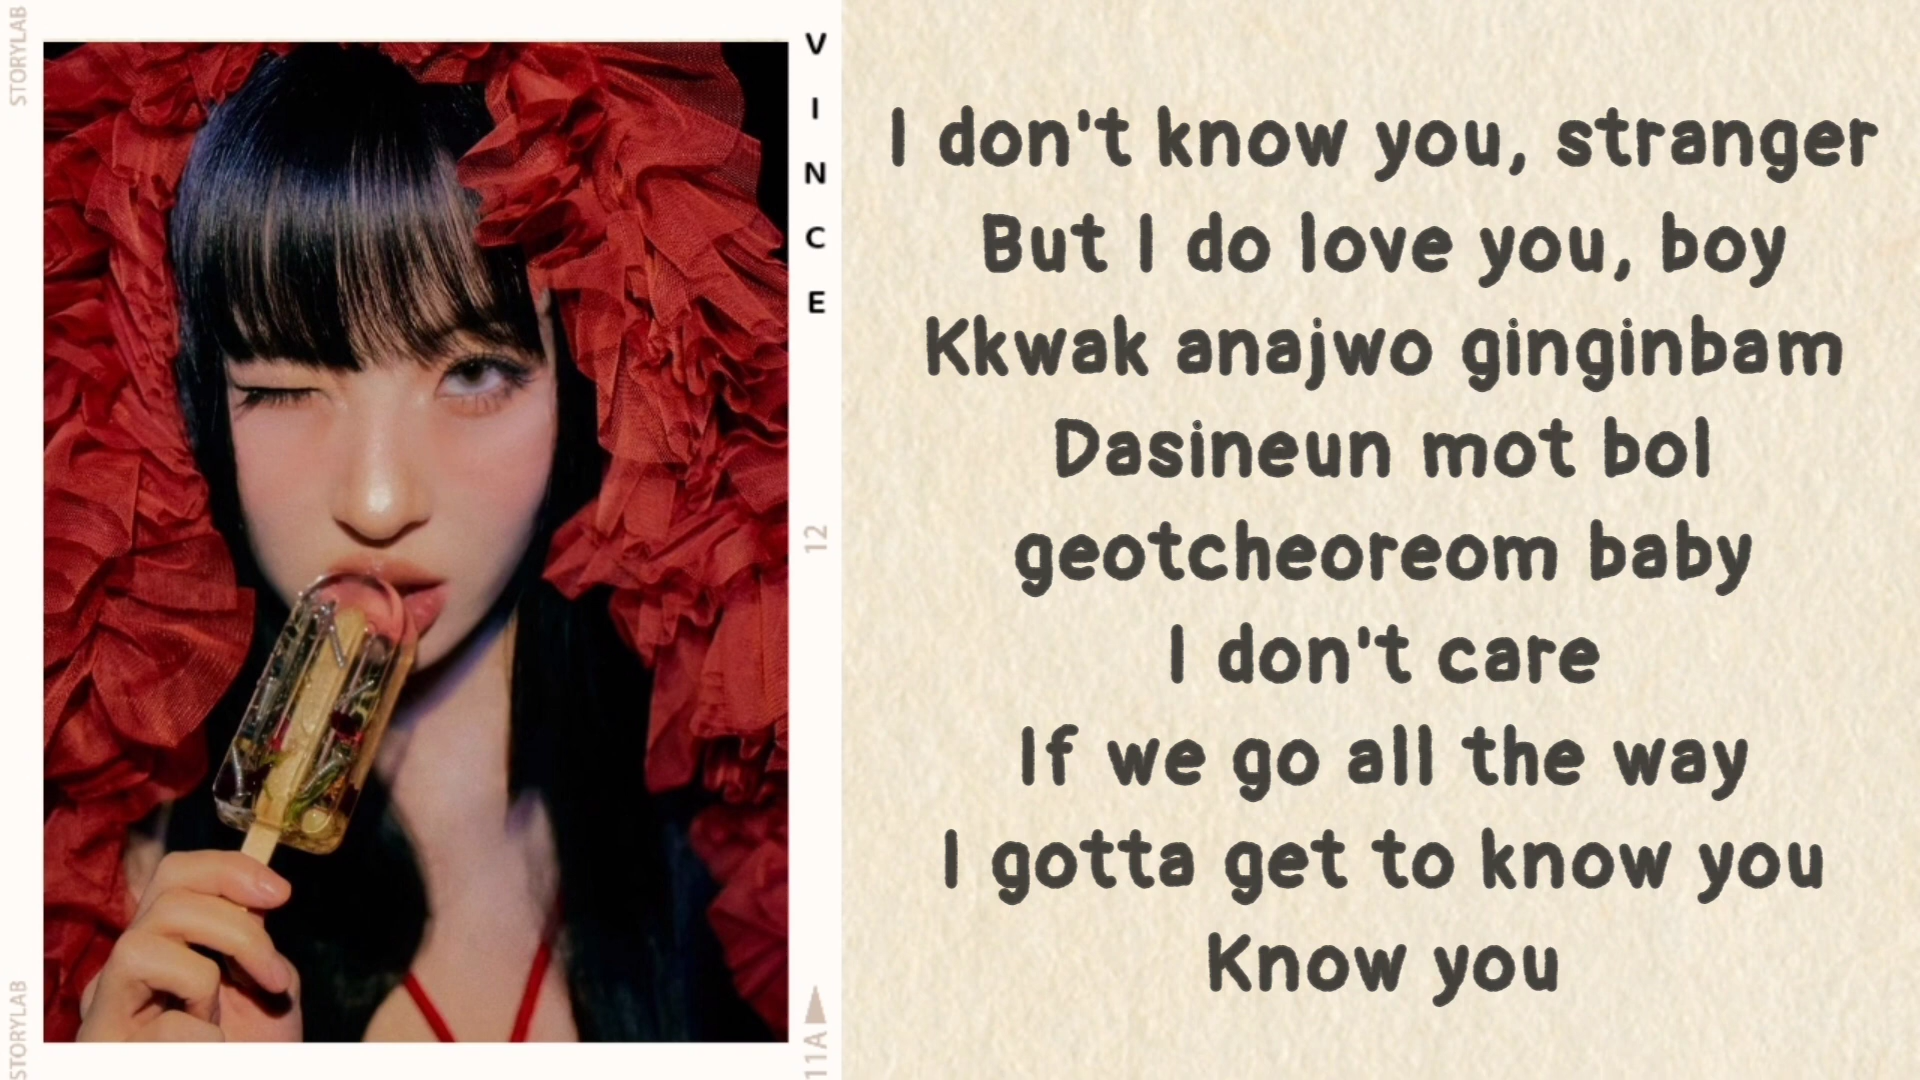 STORYLAB
VINCE
12
11A
STORYLAB
I don't know you, stranger
But I do love you, boy
Kkwak anajwo ginginbam
Dasineun mot bol
geotcheoreom baby
I don't care
If we go all the way
I gotta get to know you
Know you